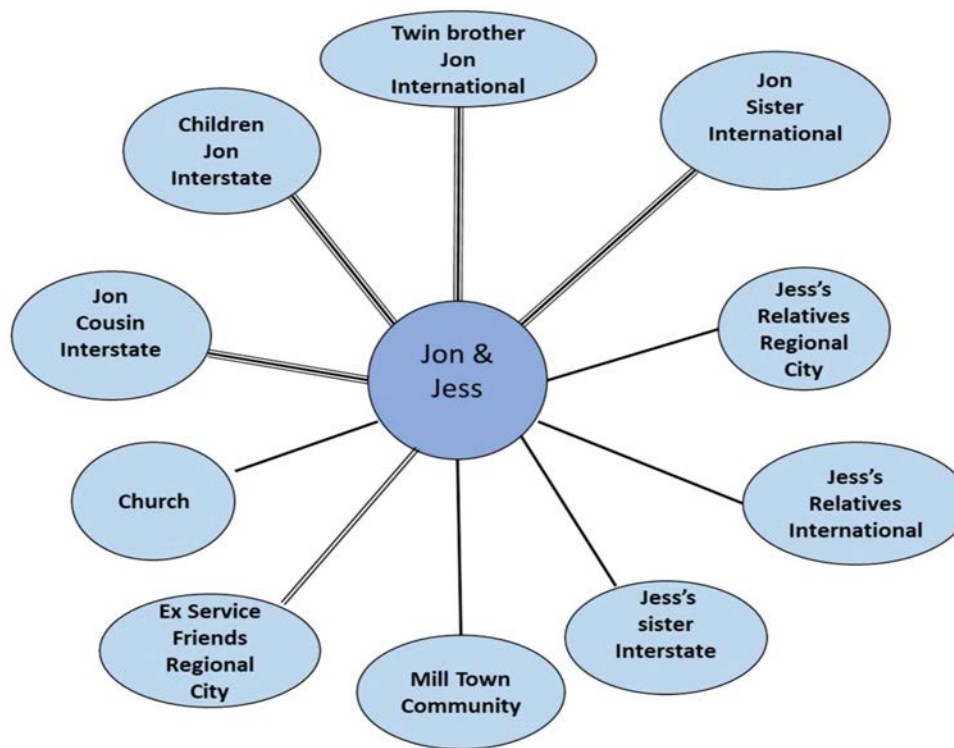 Twin brother
Jon
International
Jon
Sister
International
Children
Jon
Interstate
Jon
Cousin
Interstate
Jon &
Jess
Jess's
Relatives
Regional
City
Church
Jess's
Relatives
International
Ex Service
Friends
Regional
City
Mill Town
Community
Jess's
sister
Interstate